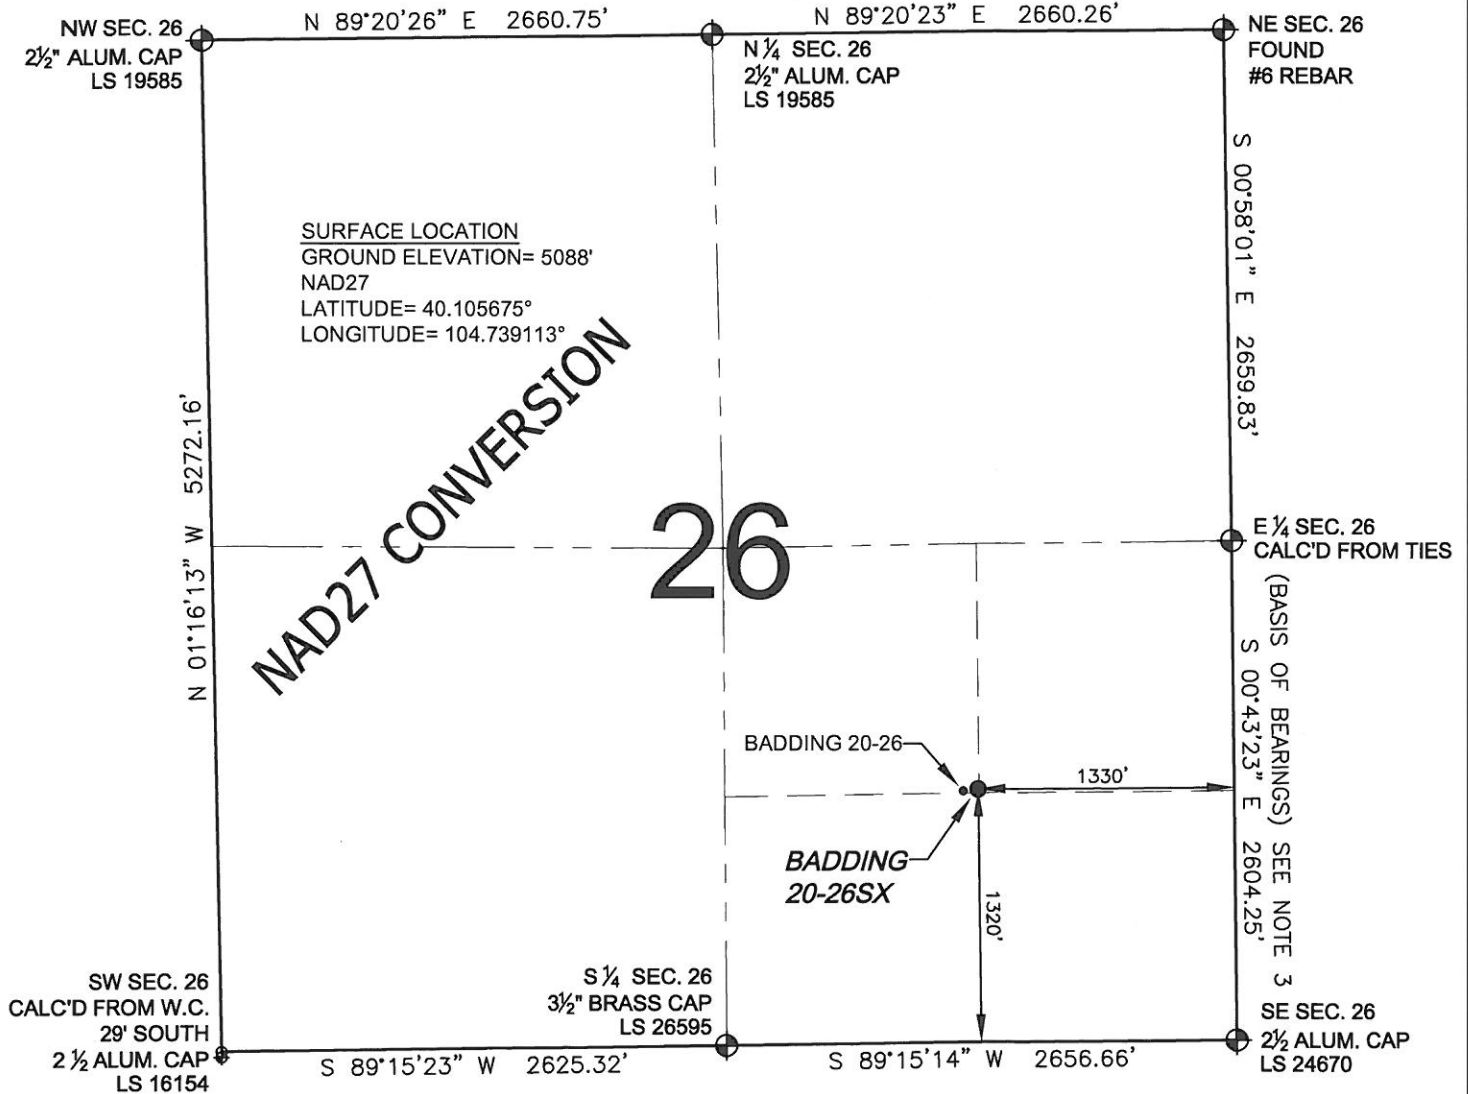 N 89°20'26" E 2660.75'
N 89°20'23" E 2660.26'
NW SEC. 26
2½" ALUM. CAP
LS 19585
N ¼ SEC. 26
2½" ALUM. CAP
LS 19585
NE SEC. 26
FOUND
#6 REBAR
S 00°58'01" E 2659.83'
SURFACE LOCATION
GROUND ELEVATION= 5088'
NAD27
LATITUDE= 40.105675°
LONGITUDE= 104.739113°
NAD27 CONVERSION
N 01°16'13" W 5272.16'
26
E ¼ SEC. 26
CALC'D FROM TIES
(BASIS OF BEARINGS) SEE NOTE 3
S 00°43'23" E 2604.25'
BADDING 20-26
1330'
BADDING
20-26SX
1320'
SW SEC. 26
CALC'D FROM W.C.
29' SOUTH
2 ½ ALUM. CAP
LS 16154
S ¼ SEC. 26
3½" BRASS CAP
LS 26595
SE SEC. 26
2½ ALUM. CAP
LS 24670
S 89°15'23" W 2625.32'
S 89°15'14" W 2656.66'